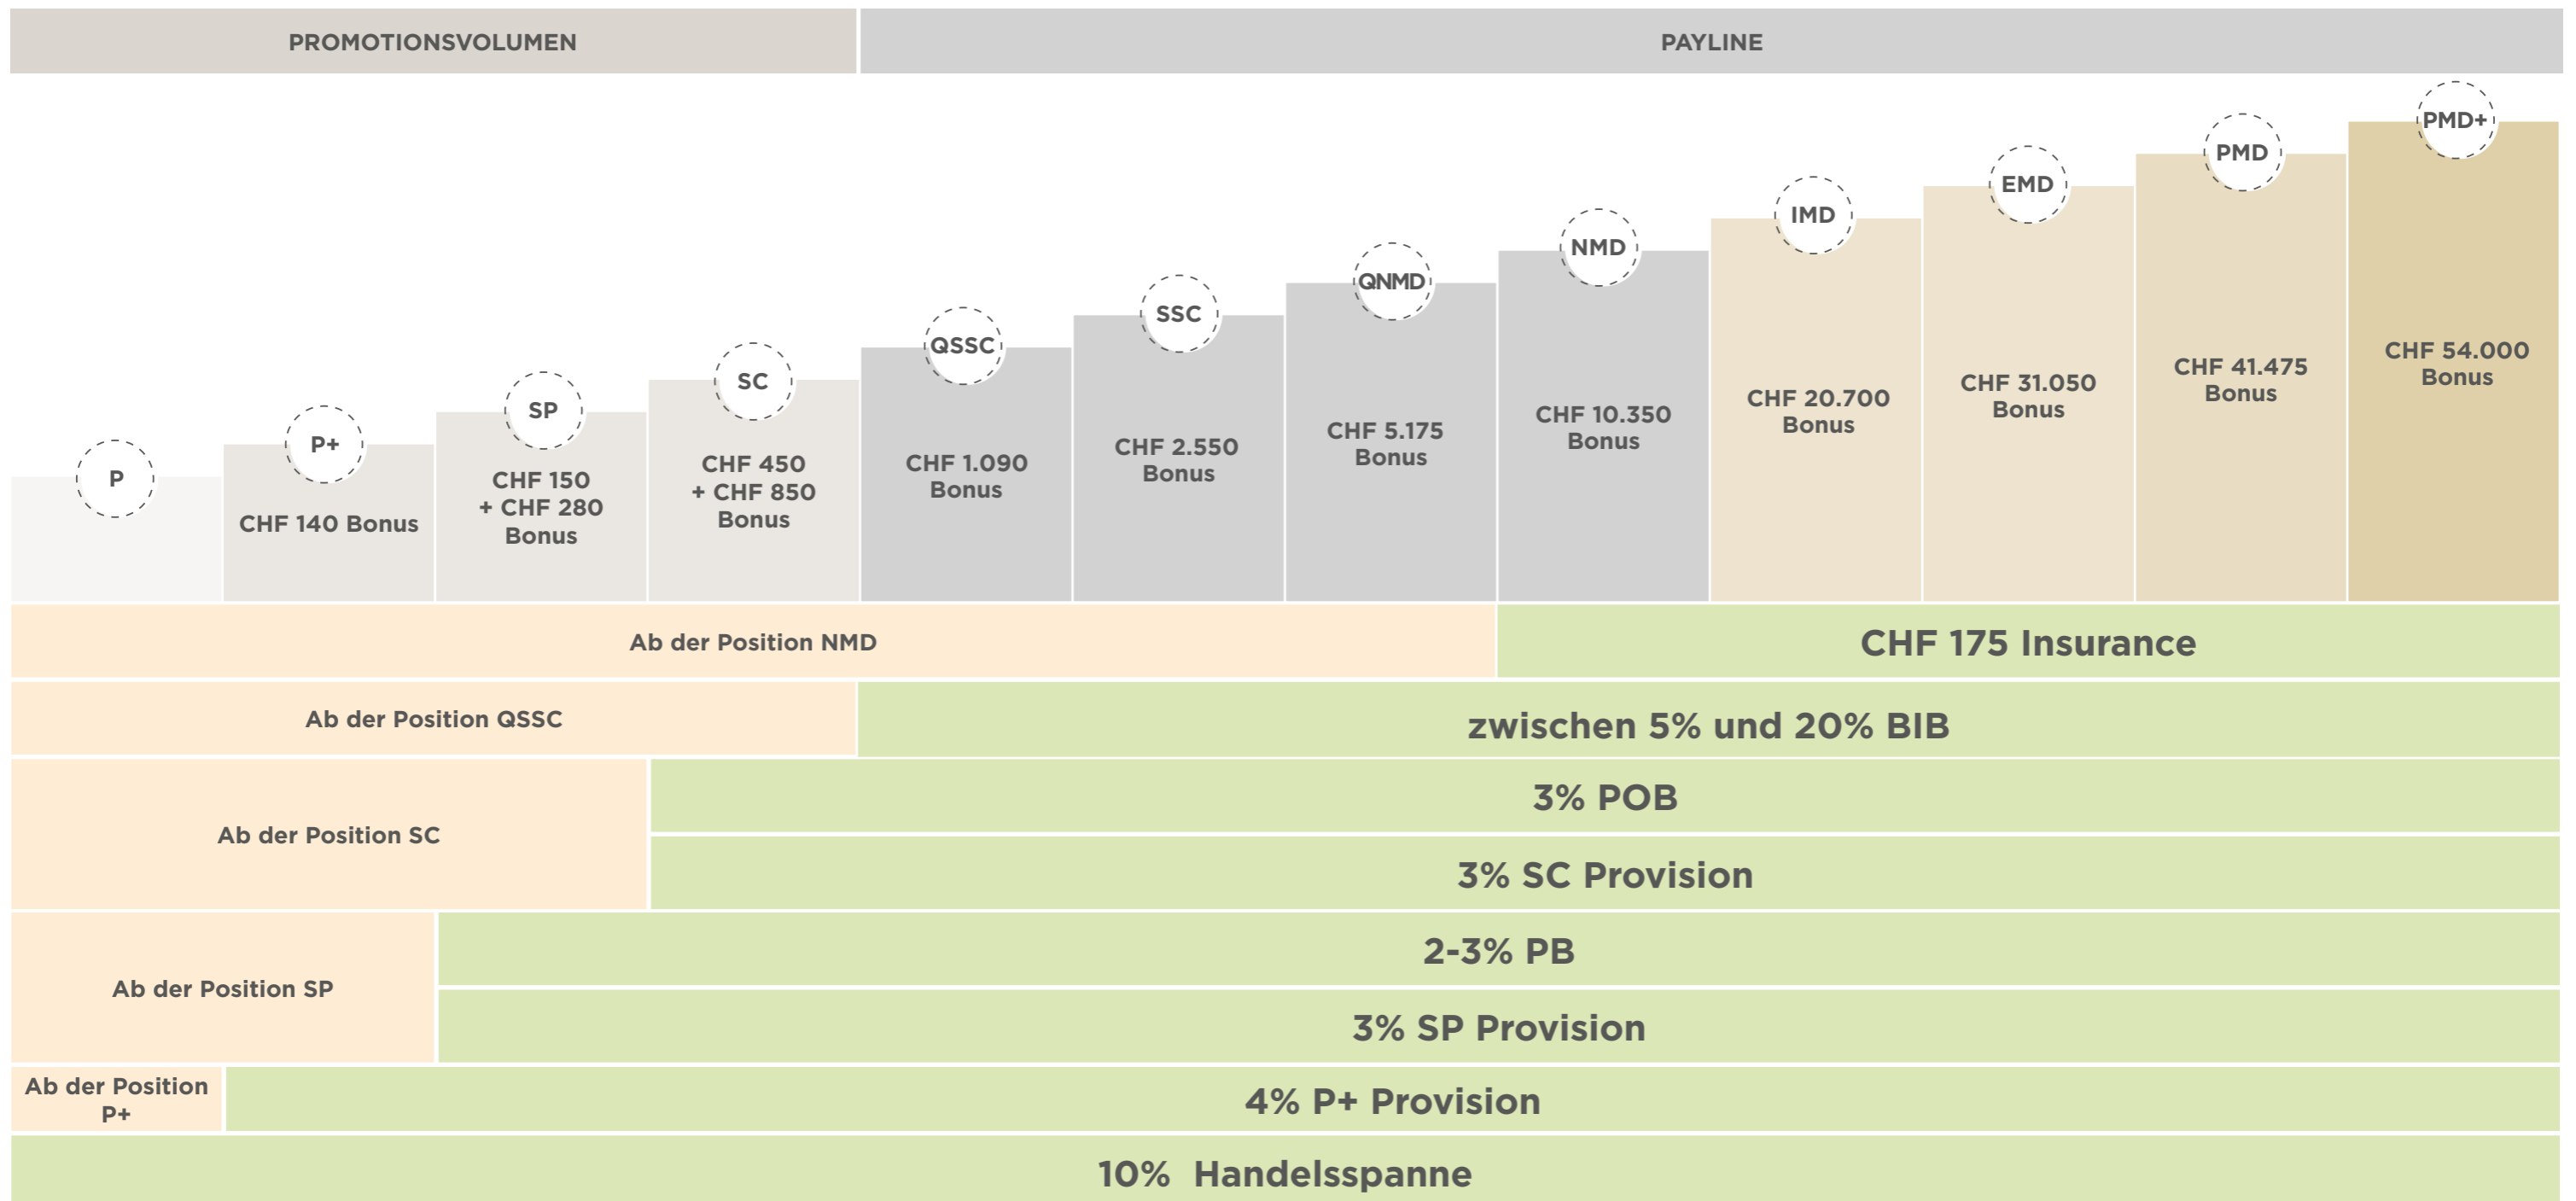 PROMOTIONSVOLUMEN
PAYLINE
P
P+
CHF 140 Bonus
SP
CHF 150
+ CHF 280
Bonus
SC
CHF 450
+ CHF 850
Bonus
QSSC
CHF 1.090
Bonus
SSC
CHF 2.550
Bonus
QNMD
CHF 5.175
Bonus
NMD
CHF 10.350
Bonus
IMD
CHF 20.700
Bonus
EMD
CHF 31.050
Bonus
PMD
CHF 41.475
Bonus
PMD+
CHF 54.000
Bonus
Ab der Position NMD
CHF 175 Insurance
Ab der Position QSSC
zwischen 5% und 20% BIB
Ab der Position SC
3% POB
3% SC Provision
Ab der Position SP
2-3% PB
3% SP Provision
Ab der Position
P+
4% P+ Provision
10% Handelsspanne